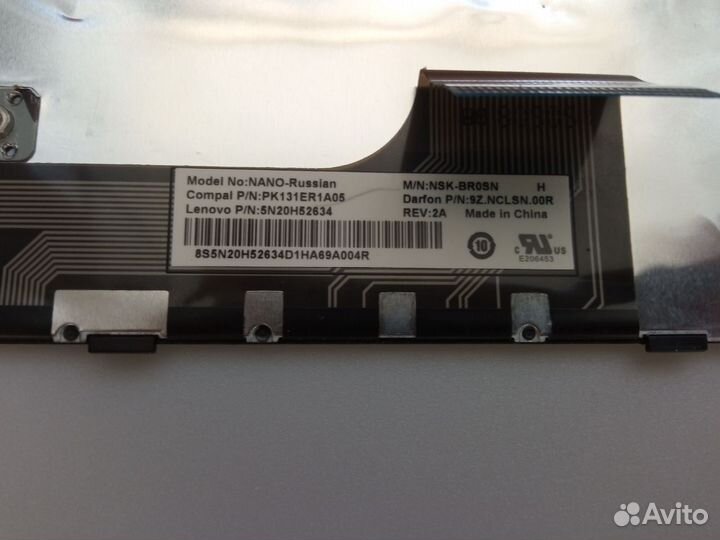 Model No:NANO-Russian M/N:NSK-BR0SN H
Compal P/N:PK131ER1A05 Darfon P/N:9Z.NCLSN.00R
Lenovo P/N:5N20H52634 REV:2A Made in China
8S5N20H52634D1HA69A004R
10
c UL US
E206453
Avito